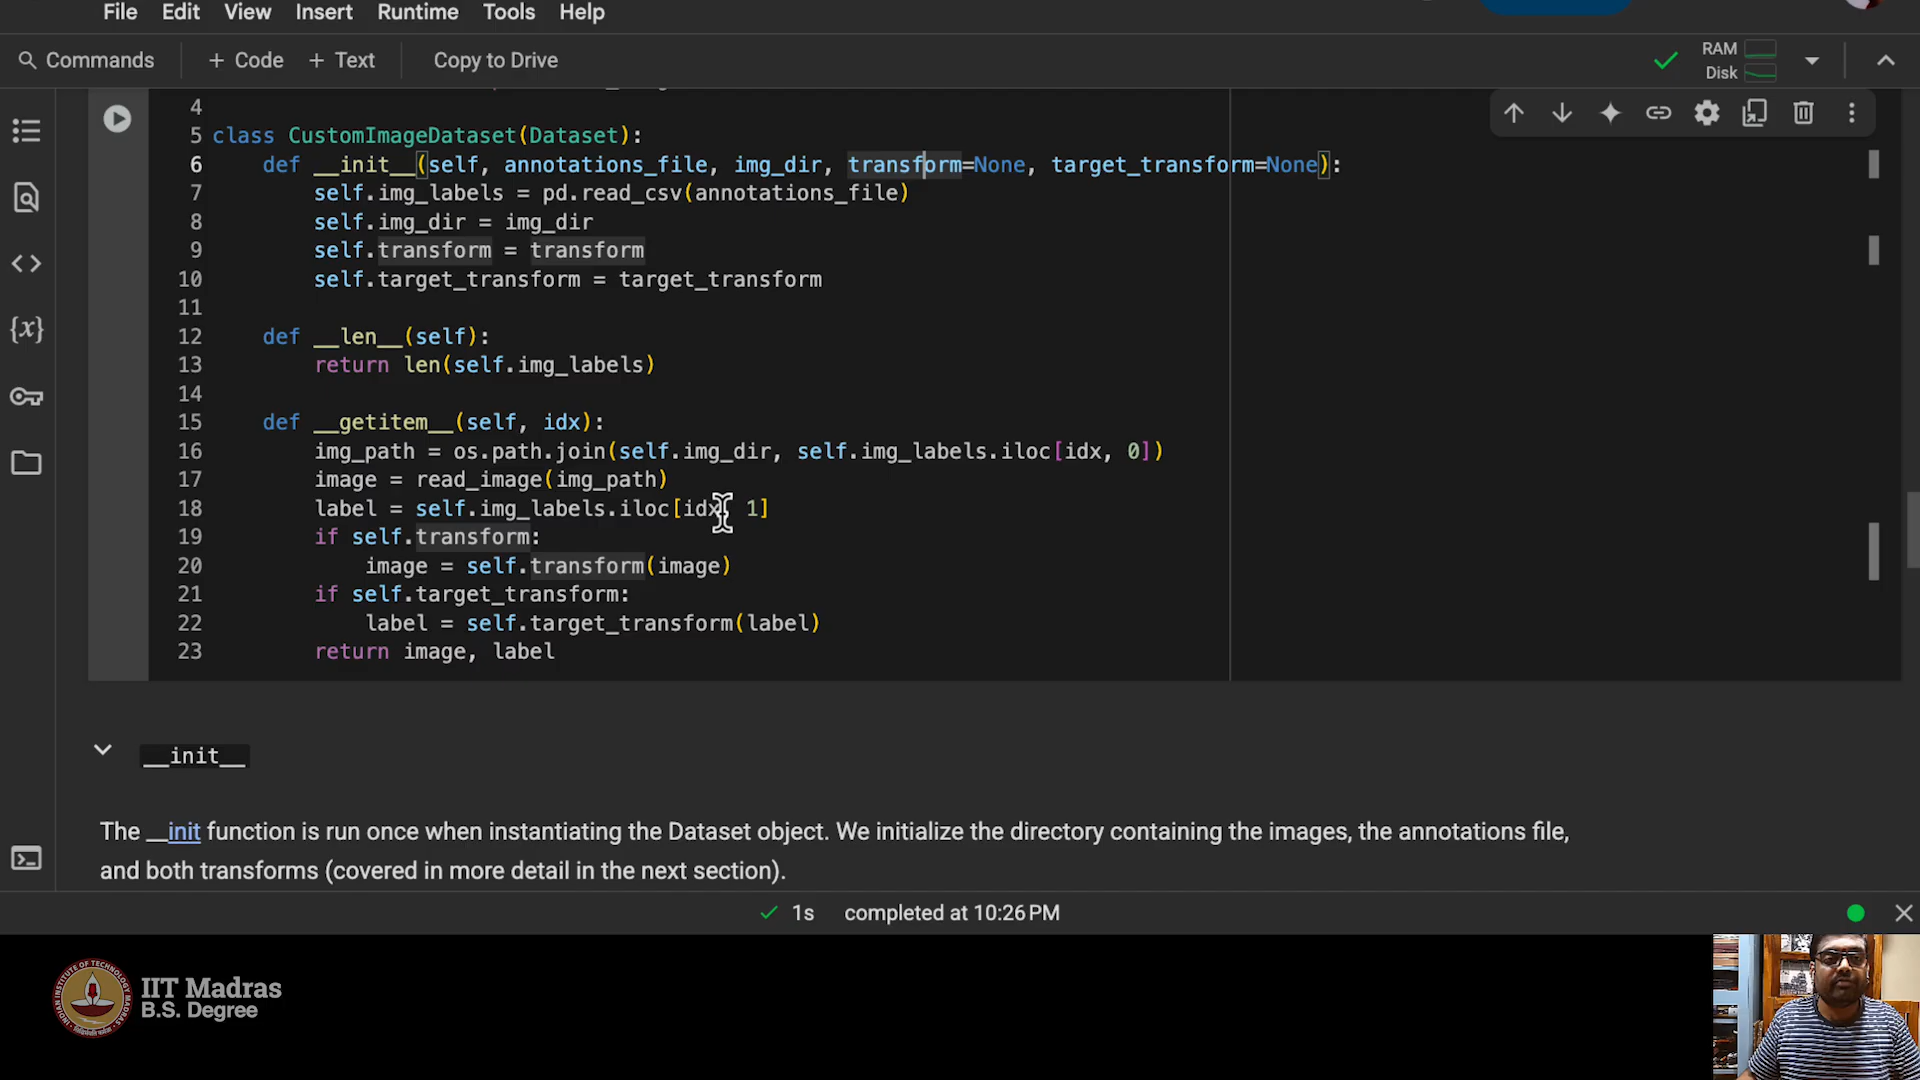 File Edit View Insert Runtime Tools Help
Commands + Code + Text Copy to Drive RAM Disk
4
5 class CustomImageDataset(Dataset):
6 def __init__(self, annotations_file, img_dir, transform=None, target_transform=None):
7 self.img_labels = pd.read_csv(annotations_file)
8 self.img_dir = img_dir
9 self.transform = transform
10 self.target_transform = target_transform
11
12 def __len__(self):
13 return len(self.img_labels)
14
15 def __getitem__(self, idx):
16 img_path = os.path.join(self.img_dir, self.img_labels.iloc[idx, 0])
17 image = read_image(img_path)
18 label = self.img_labels.iloc[idx, 1]
19 if self.transform:
20 image = self.transform(image)
21 if self.target_transform:
22 label = self.target_transform(label)
23 return image, label
__init__
The __init function is run once when instantiating the Dataset object. We initialize the directory containing the images, the annotations file,
and both transforms (covered in more detail in the next section).
1s completed at 10:26 PM
IIT Madras
B.S. Degree